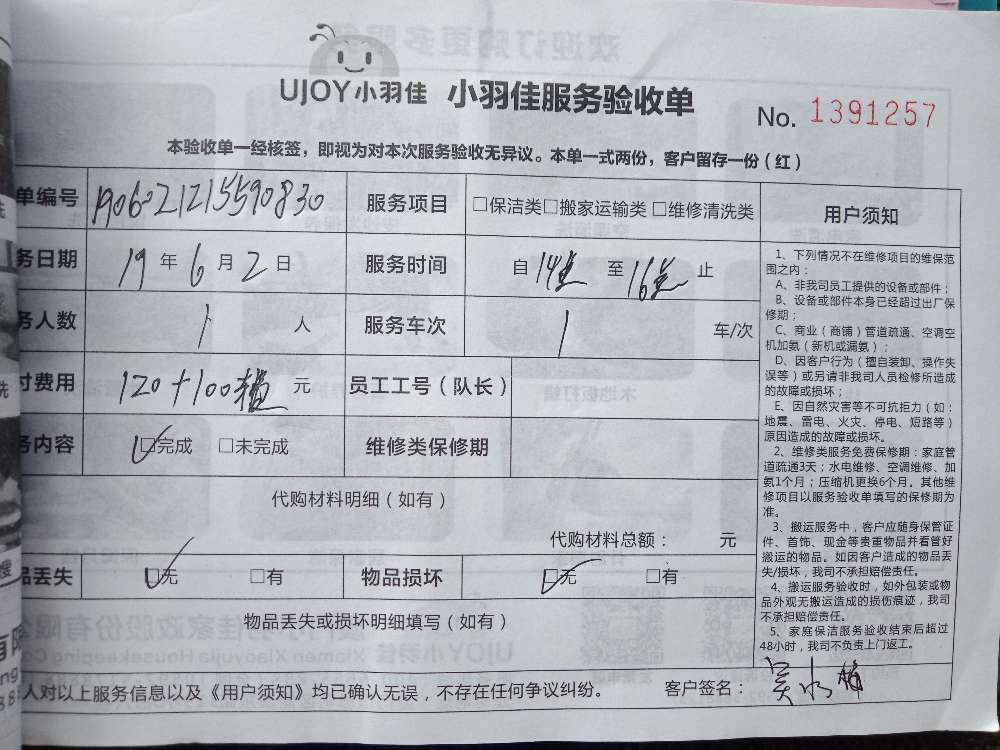 UJOY小羽佳 小羽佳服务验收单
No. 1391257
本验收单一经核签，即视为对本次服务验收无异议。本单一式两份，客户留存一份（红）
单编号 1906021215590830 服务项目 □保洁类□搬家运输类 □维修清洗类 用户须知
务日期 19 年 6 月 2 日 服务时间 自 14点 至 16点 止
务人数 1 人 服务车次 1 车/次
付费用 120+100 元 员工工号（队长）
务内容 □完成 □未完成 维修类保修期
代购材料明细（如有）
代购材料总额： 元
品丢失 □无 □有 物品损坏 □无 □有
物品丢失或损坏明细填写（如有）
1、下列情况不在维修项目的维保范
围之内：
A、非我司员工提供的设备或部件；
B、设备或部件本身已经超过出厂保
修期；
C、商业（商铺）管道疏通、空调空
机加氨（新机或漏氨）；
D、因客户行为（擅自装卸、操作失
误等）或另请非我司人员检修所造成
的故障或损坏；
E、因自然灾害等不可抗拒力（如：
地震、雷电、火灾、停电、短路等）
原因造成的故障或损坏。
2、维修类服务免费保修期：家庭管
道疏通3天；水电维修、空调维修、加
氨1个月；压缩机更换6个月。其他维
修项目以服务验收单填写的保修期为
准。
3、搬运服务中，客户应随身保管证
件、首饰、现金等贵重物品并看管好
搬运的物品。如因客户造成的物品丢
失/损坏，我司不承担赔偿责任。
4、搬运服务验收时，如外包装或物
品外观无搬运造成的损伤痕迹，我司
不承担赔偿责任。
5、家庭保洁服务验收结束后超过
48小时，我司不负责上门返工。
人对以上服务信息以及《用户须知》均已确认无误，不存在任何争议纠纷。 客户签名： 吴水梅